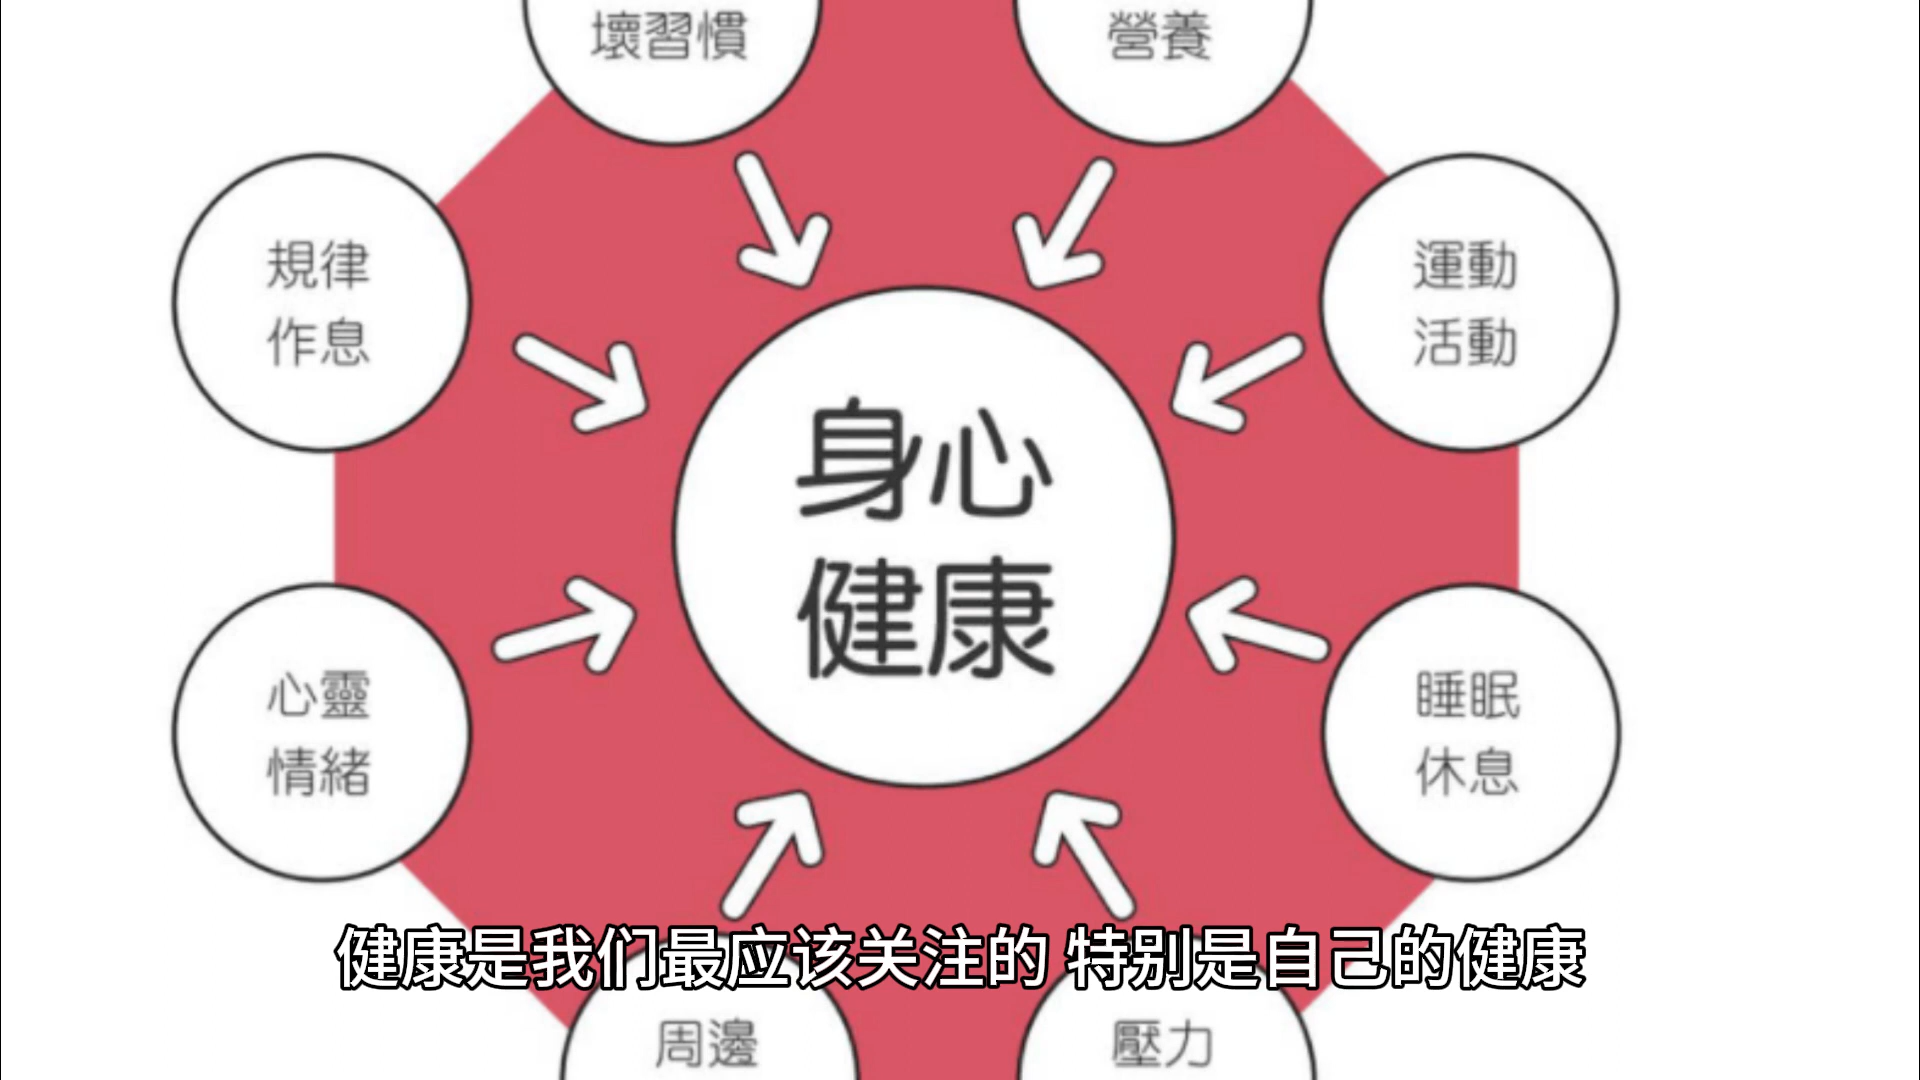 壞習慣
營養
規律
作息
運動
活動
身心
健康
心靈
情緒
睡眠
休息
健康是我们最应该关注的 特别是自己的健康
周邊
壓力